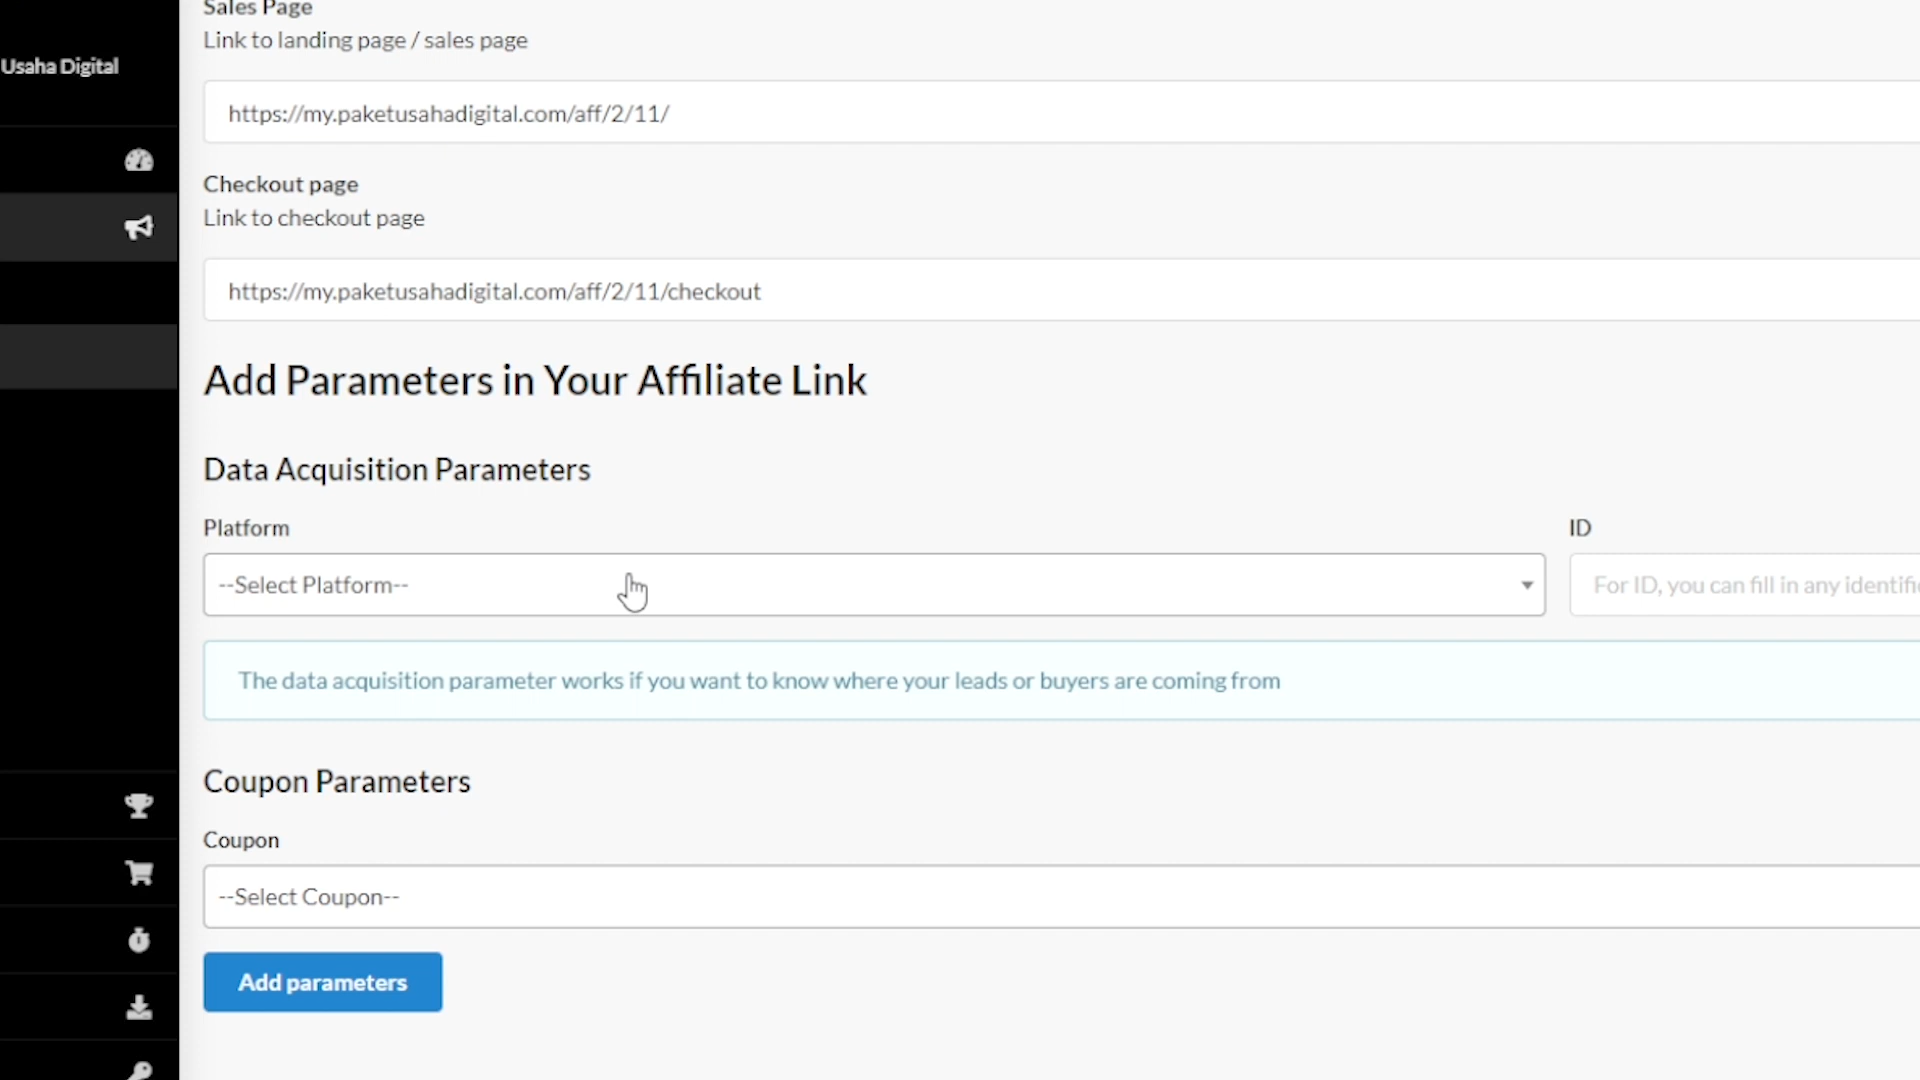 Sales Page
Link to landing page / sales page
Usaha Digital
https://my.paketusahadigital.com/aff/2/11/
Checkout page
Link to checkout page
https://my.paketusahadigital.com/aff/2/11/checkout
Add Parameters in Your Affiliate Link
Data Acquisition Parameters
Platform
ID
--Select Platform--
For ID, you can fill in any
The data acquisition parameter works if you want to know where your leads or buyers are coming from
Coupon Parameters
Coupon
--Select Coupon--
Add parameters